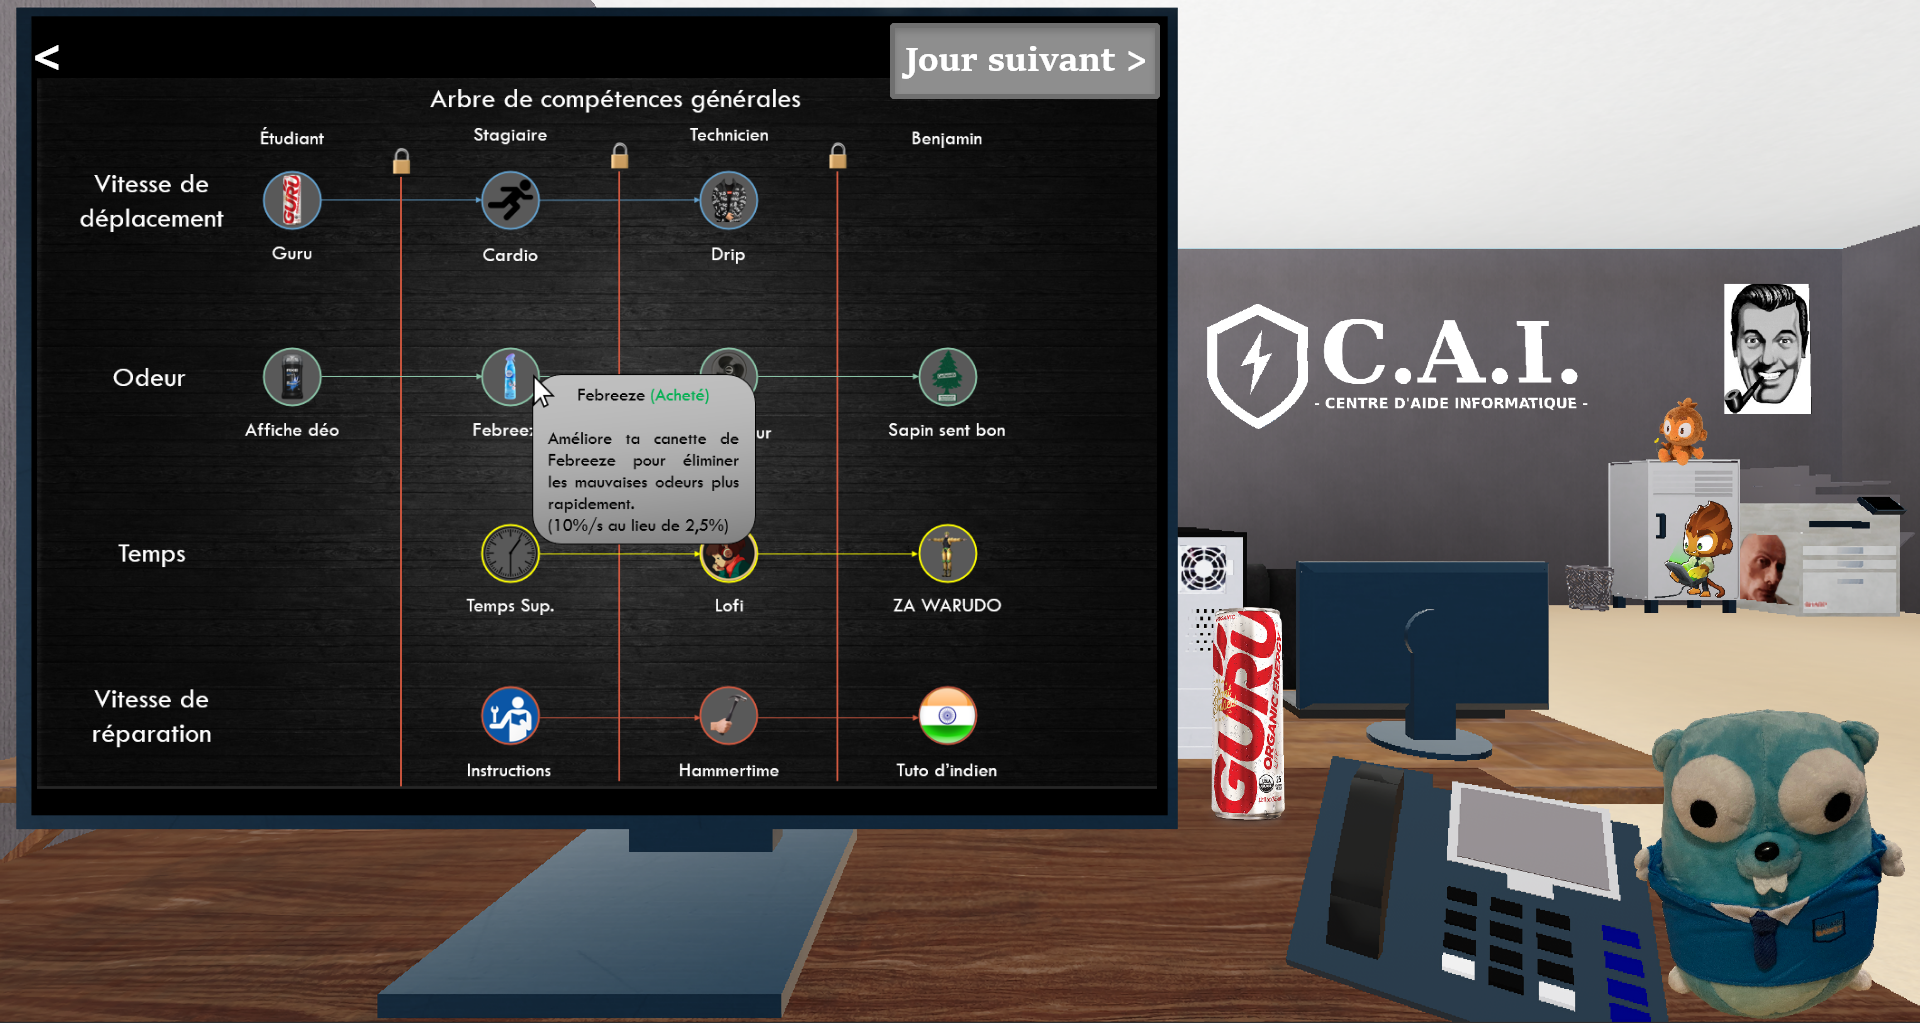 <
Jour suivant >
Arbre de compétences générales
Étudiant
Stagiaire
Technicien
Benjamin
Vitesse de
déplacement
Guru
Cardio
Drip
Odeur
Affiche déo
Febreez
ur
Sapin sent bon
Febreeze (Acheté)
Améliore ta canette de
Febreeze pour éliminer
les mauvaises odeurs plus
rapidement.
(10%/s au lieu de 2,5%)
Temps
Temps Sup.
Lofi
ZA WARUDO
Vitesse de
réparation
Instructions
Hammertime
Tuto d'indien
GURU
C.A.I.
- CENTRE D'AIDE INFORMATIQUE -
ORGANIC
GURU
ORGANIC ENERGY